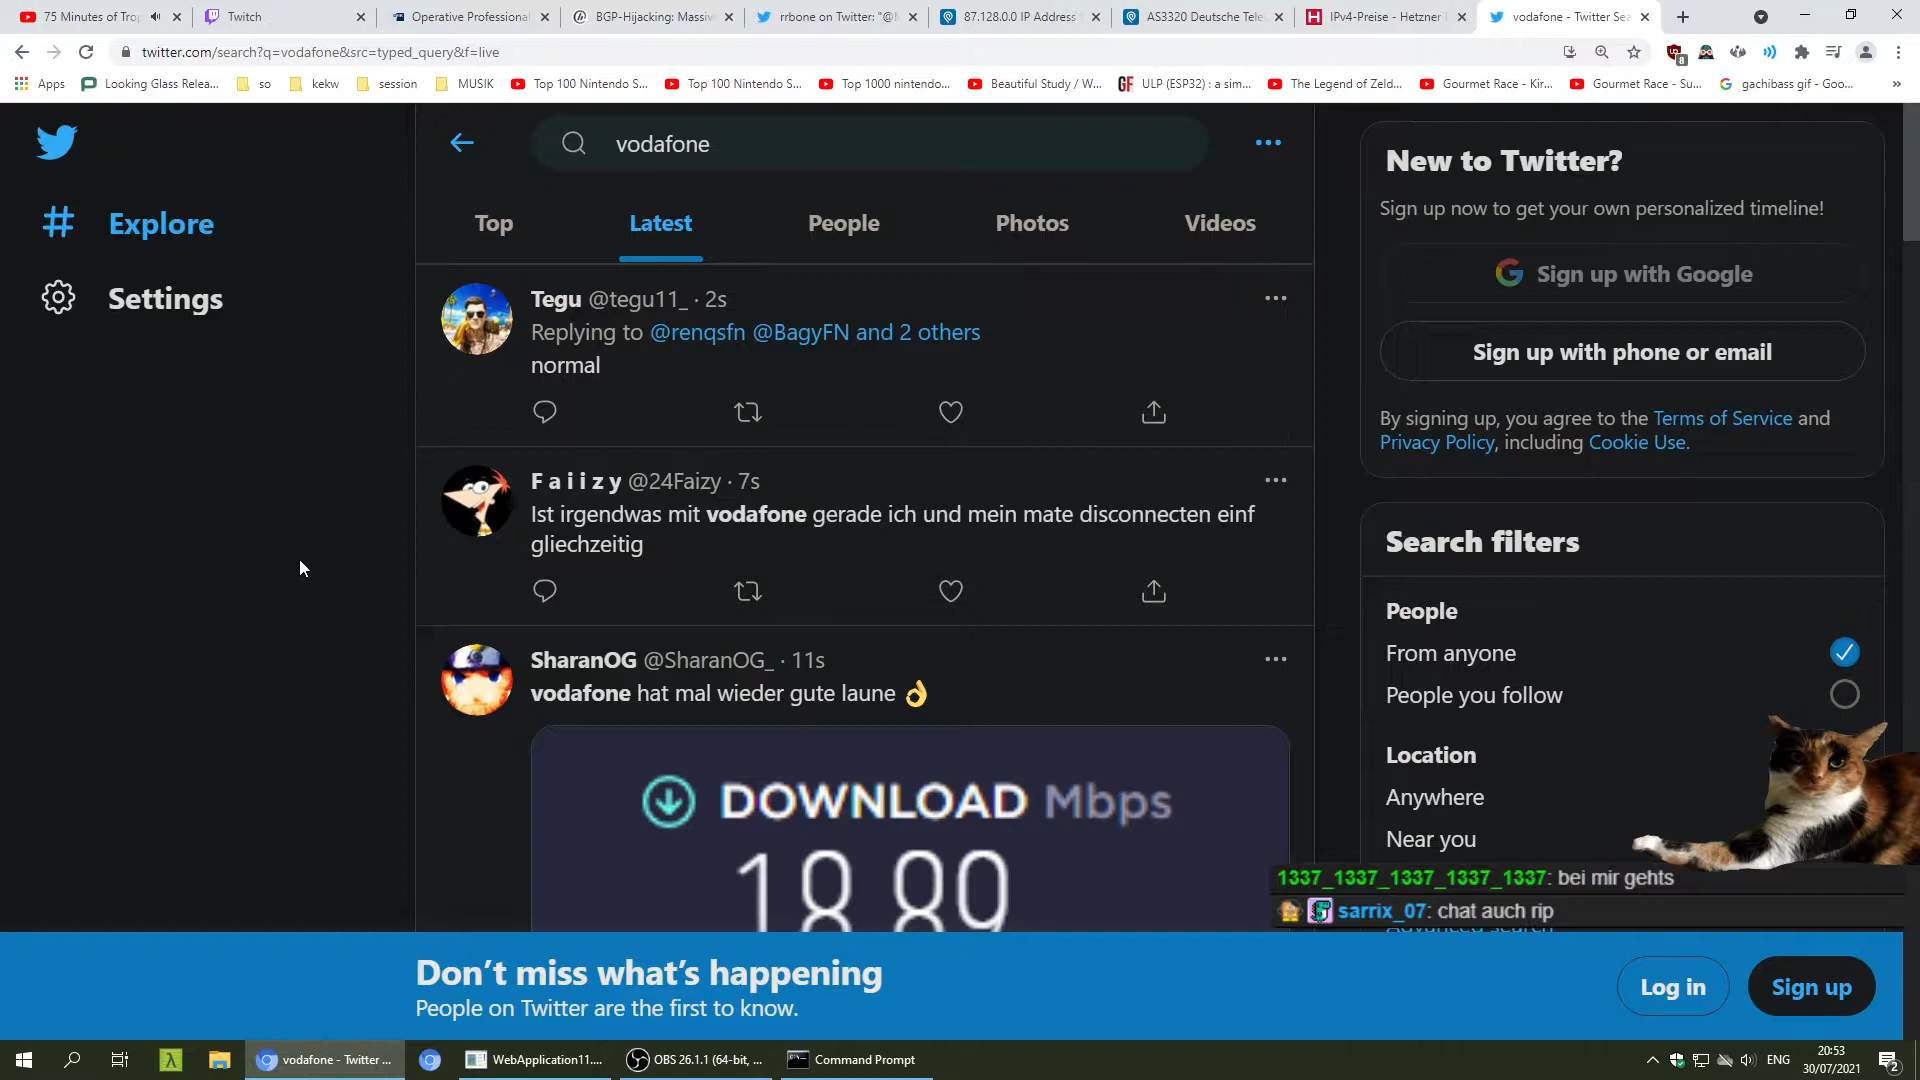 75 Minutes of Trop
Twitch
Operative Professional
BGP-Hijacking: Massiv
rrbone on Twitter: "@
87.128.0.0 IP Address
AS3320 Deutsche Tele
IPv4-Preise - Hetzner
vodafone - Twitter Sea
twitter.com/search?q=vodafone&src=typed_query&f=live
8
Apps
Looking Glass Relea...
so
kekw
session
MUSIK
Top 100 Nintendo S...
Top 100 Nintendo S...
Top 1000 nintendo...
Beautiful Study / W...
ULP (ESP32) : a sim...
The Legend of Zeld...
Gourmet Race - Kir...
Gourmet Race - Su...
gachibass gif - Goo...
»
vodafone
Explore
Settings
Top
Latest
People
Photos
Videos
Tegu @tegu11_ · 2s
Replying to @renqsfn @BagyFN and 2 others
normal
F a i i z y @24Faizy · 7s
Ist irgendwas mit vodafone gerade ich und mein mate disconnecten einf
gliechzeitig
SharanOG @SharanOG_ · 11s
vodafone hat mal wieder gute laune 👌
DOWNLOAD Mbps
18.89
New to Twitter?
Sign up now to get your own personalized timeline!
Sign up with Google
Sign up with phone or email
By signing up, you agree to the Terms of Service and
Privacy Policy, including Cookie Use.
Search filters
People
From anyone
People you follow
Location
Anywhere
Near you
1337_1337_1337_1337_1337: bei mir gehts
sarrix_07: chat auch rip
Advanced search
Don't miss what's happening
People on Twitter are the first to know.
Log in
Sign up
vodafone - Twitter ...
WebApplication11....
OBS 26.1.1 (64-bit, ...
Command Prompt
ENG
20:53
30/07/2021
2